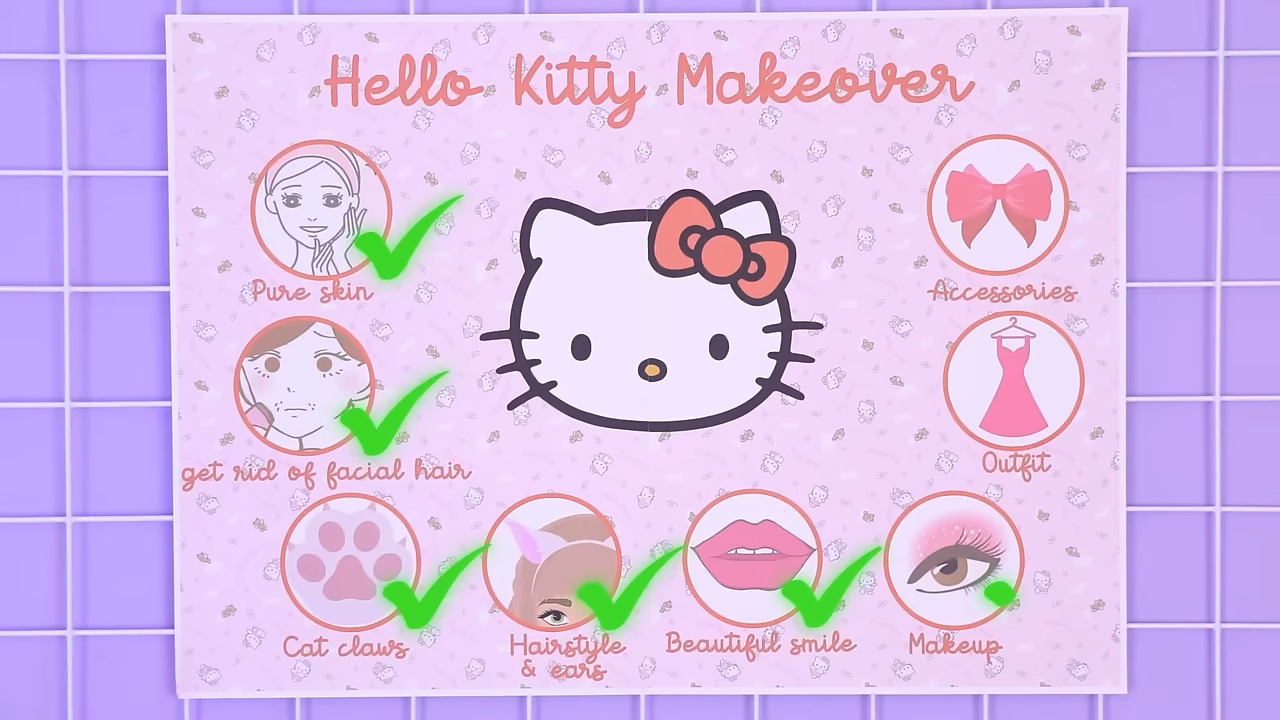 Hello Kitty Makeover
Pure skin
Accessories
get rid of facial hair
Outfit
Cat claws
Hairstyle
& ears
Beautiful smile
Makeup